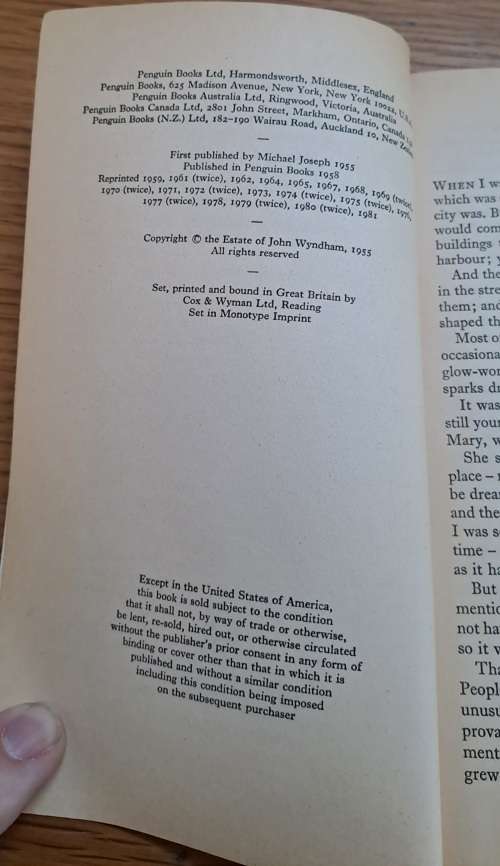 Penguin Books Ltd, Harmondsworth, Middlesex, England
Penguin Books, 625 Madison Avenue, New York, New York 10022, U.S.A.
Penguin Books Australia Ltd, Ringwood, Victoria, Australia
Penguin Books Canada Ltd, 2801 John Street, Markham, Ontario, Canada
Penguin Books (N.Z.) Ltd, 182–190 Wairau Road, Auckland 10, New Zealand
—
First published by Michael Joseph 1955
Published in Penguin Books 1958
Reprinted 1959, 1961 (twice), 1962, 1964, 1965, 1967, 1968, 1969 (twice),
1970 (twice), 1971, 1972 (twice), 1973, 1974 (twice), 1975 (twice), 1976,
1977 (twice), 1978, 1979 (twice), 1980 (twice), 1981
—
Copyright © the Estate of John Wyndham, 1955
All rights reserved
—
Set, printed and bound in Great Britain by
Cox & Wyman Ltd, Reading
Set in Monotype Imprint
Except in the United States of America,
this book is sold subject to the condition
that it shall not, by way of trade or otherwise,
be lent, re-sold, hired out, or otherwise circulated
without the publisher's prior consent in any form of
binding or cover other than that in which it is
published and without a similar condition
including this condition being imposed
on the subsequent purchaser
WHEN I w
which was
city was. B
would com
buildings
harbour; y
And the
in the stre
them; and
shaped th
Most o
occasiona
glow-wor
sparks dr
It was
still your
Mary, w
She s
place –
be drea
and the
I was s
time –
as it ha
But
mentio
not ha
so it v
Tha
Peopl
unusu
prova
ment
grew